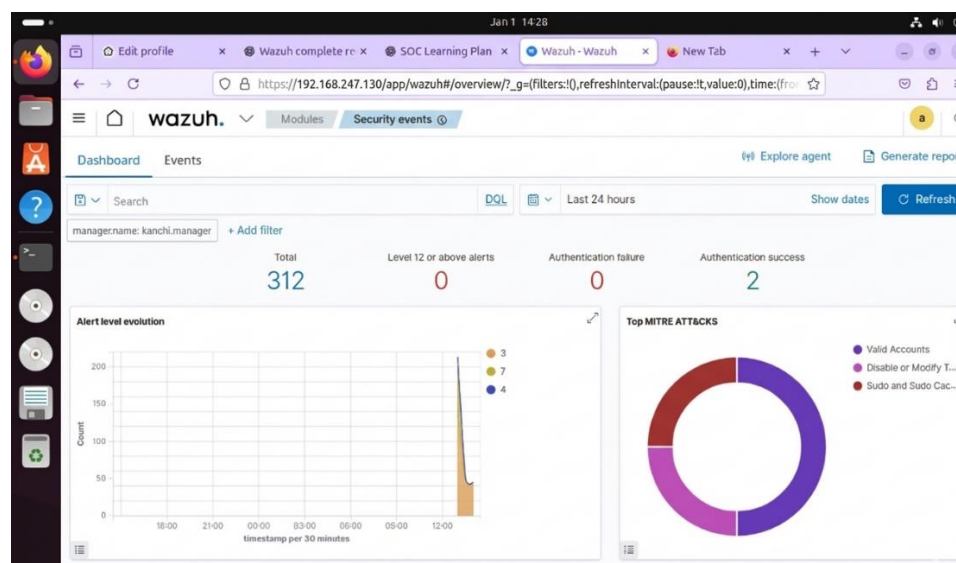 Jan 1 14:28
Edit profile × Wazuh complete re × SOC Learning Plan × Wazuh - Wazuh × New Tab × +
https://192.168.247.130/app/wazuh#/overview/?_g=(filters:!(),refreshInterval:(pause:!t,value:0),time:(fro
wazuh. Modules Security events a
Dashboard Events Explore agent Generate repo
Search DQL Last 24 hours Show dates Refresh
manager.name: kanchi.manager + Add filter
Total Level 12 or above alerts Authentication failure Authentication success
312 0 0 2
Alert level evolution
3
7
4
200
150
100
50
0
Count
18:00 21:00 00:00 03:00 06:00 09:00 12:00
timestamp per 30 minutes
Top MITRE ATT&CKS
Valid Accounts
Disable or Modify T...
Sudo and Sudo Cac...